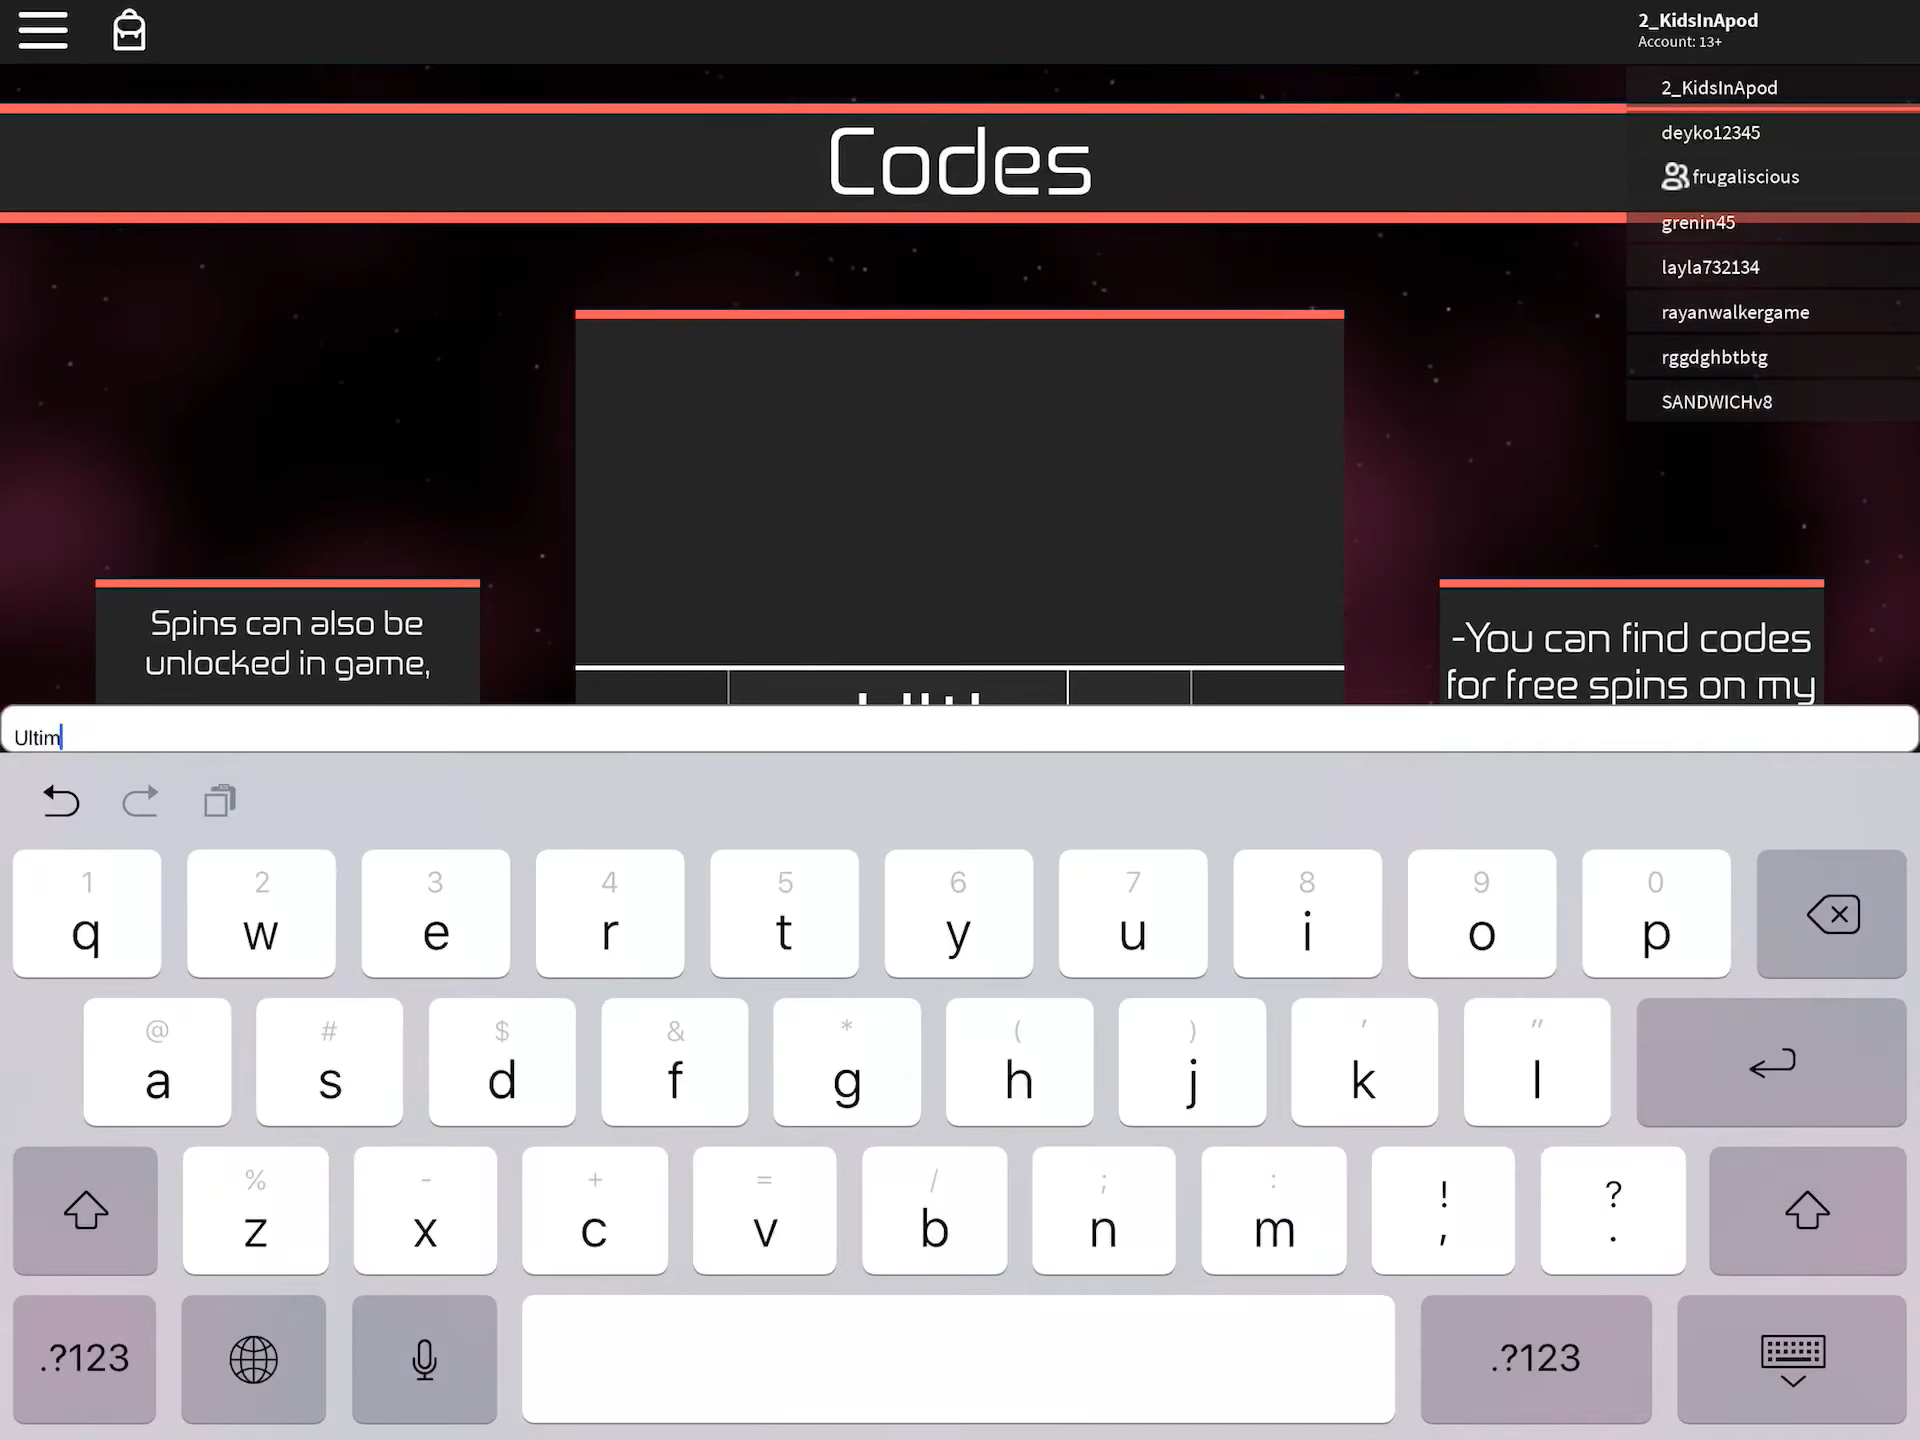 2_KidsInApod
Account: 13+
2_KidsInApod
deyko12345
frugaliscious
grenin45
layla732134
rayanwalkergame
rggdghbtbtg
SANDWICHv8
Codes
Spins can also be
unlocked in game,
-You can find codes
for free spins on my
Ultim
1 2 3 4 5 6 7 8 9 0
q w e r t y u i o p
@ # $ & * ( ) ' "
a s d f g h j k l
% - + = / ; : ! ?
z x c v b n m , .
.?123 .?123